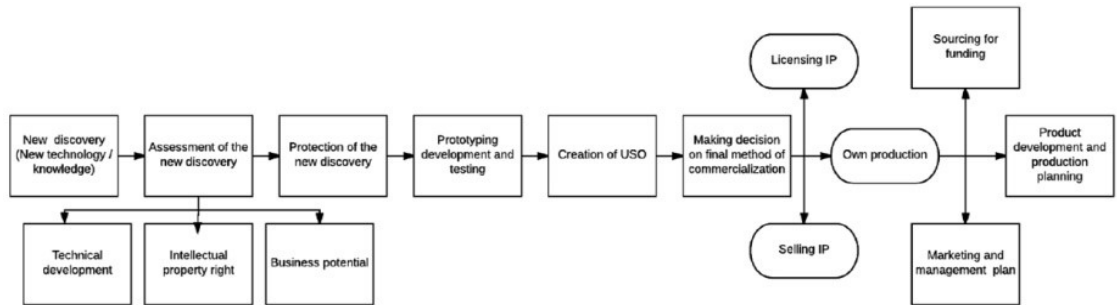 Sourcing for
funding
Licensing IP
New discovery
(New technology /
knowledge)
Assessment of the
new discovery
Protection of the
new discovery
Prototyping
development and
testing
Creation of USO
Making decision
on final method of
commercialization
Own production
Product
development and
production
planning
Technical
development
Intellectual
property right
Business potential
Selling IP
Marketing and
management plan